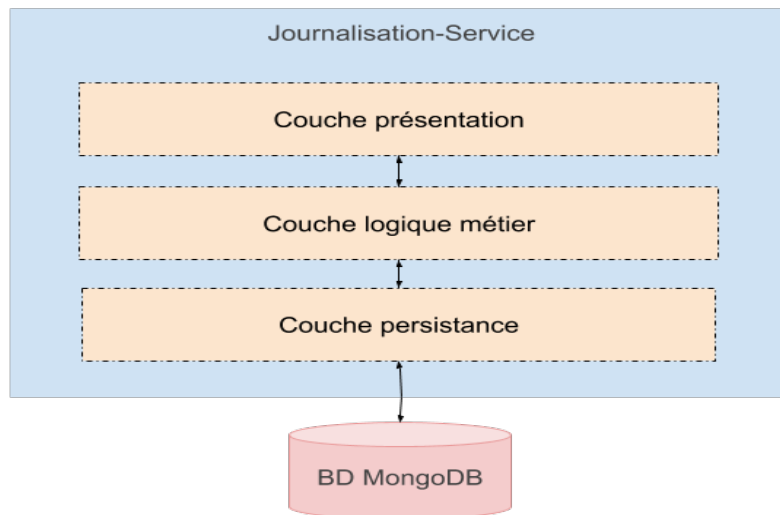 Journalisation-Service
Couche présentation
Couche logique métier
Couche persistance
BD MongoDB